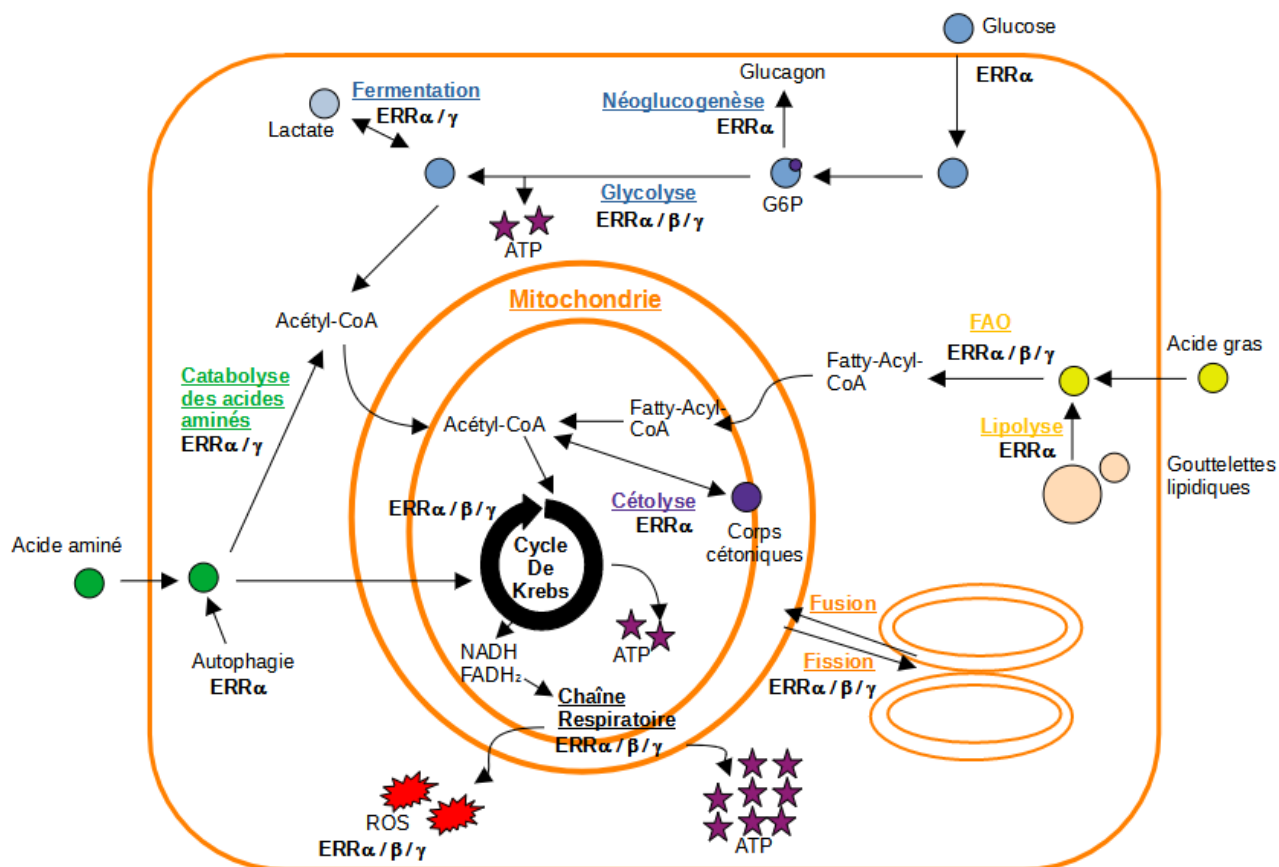 Glucose
ERRα
Glucagon
Néoglucogenèse
ERRα
Fermentation
ERRα / γ
Lactate
G6P
Glycolyse
ERRα / β / γ
ATP
Mitochondrie
Acétyl-CoA
FAO
ERRα / β / γ
Acide gras
Fatty-Acyl-
CoA
Catabolyse
des acides
aminés
ERRα / γ
Acétyl-CoA
Fatty-Acyl-
CoA
Lipolyse
ERRα
Gouttelettes
lipidiques
ERRα / β / γ
Cétolyse
ERRα
Corps
cétoniques
Cycle
De
Krebs
Acide aminé
Autophagie
ERRα
NADH
FADH₂
ATP
Fusion
Fission
ERRα / β / γ
Chaîne
Respiratoire
ERRα / β / γ
ROS
ERRα / β / γ
ATP